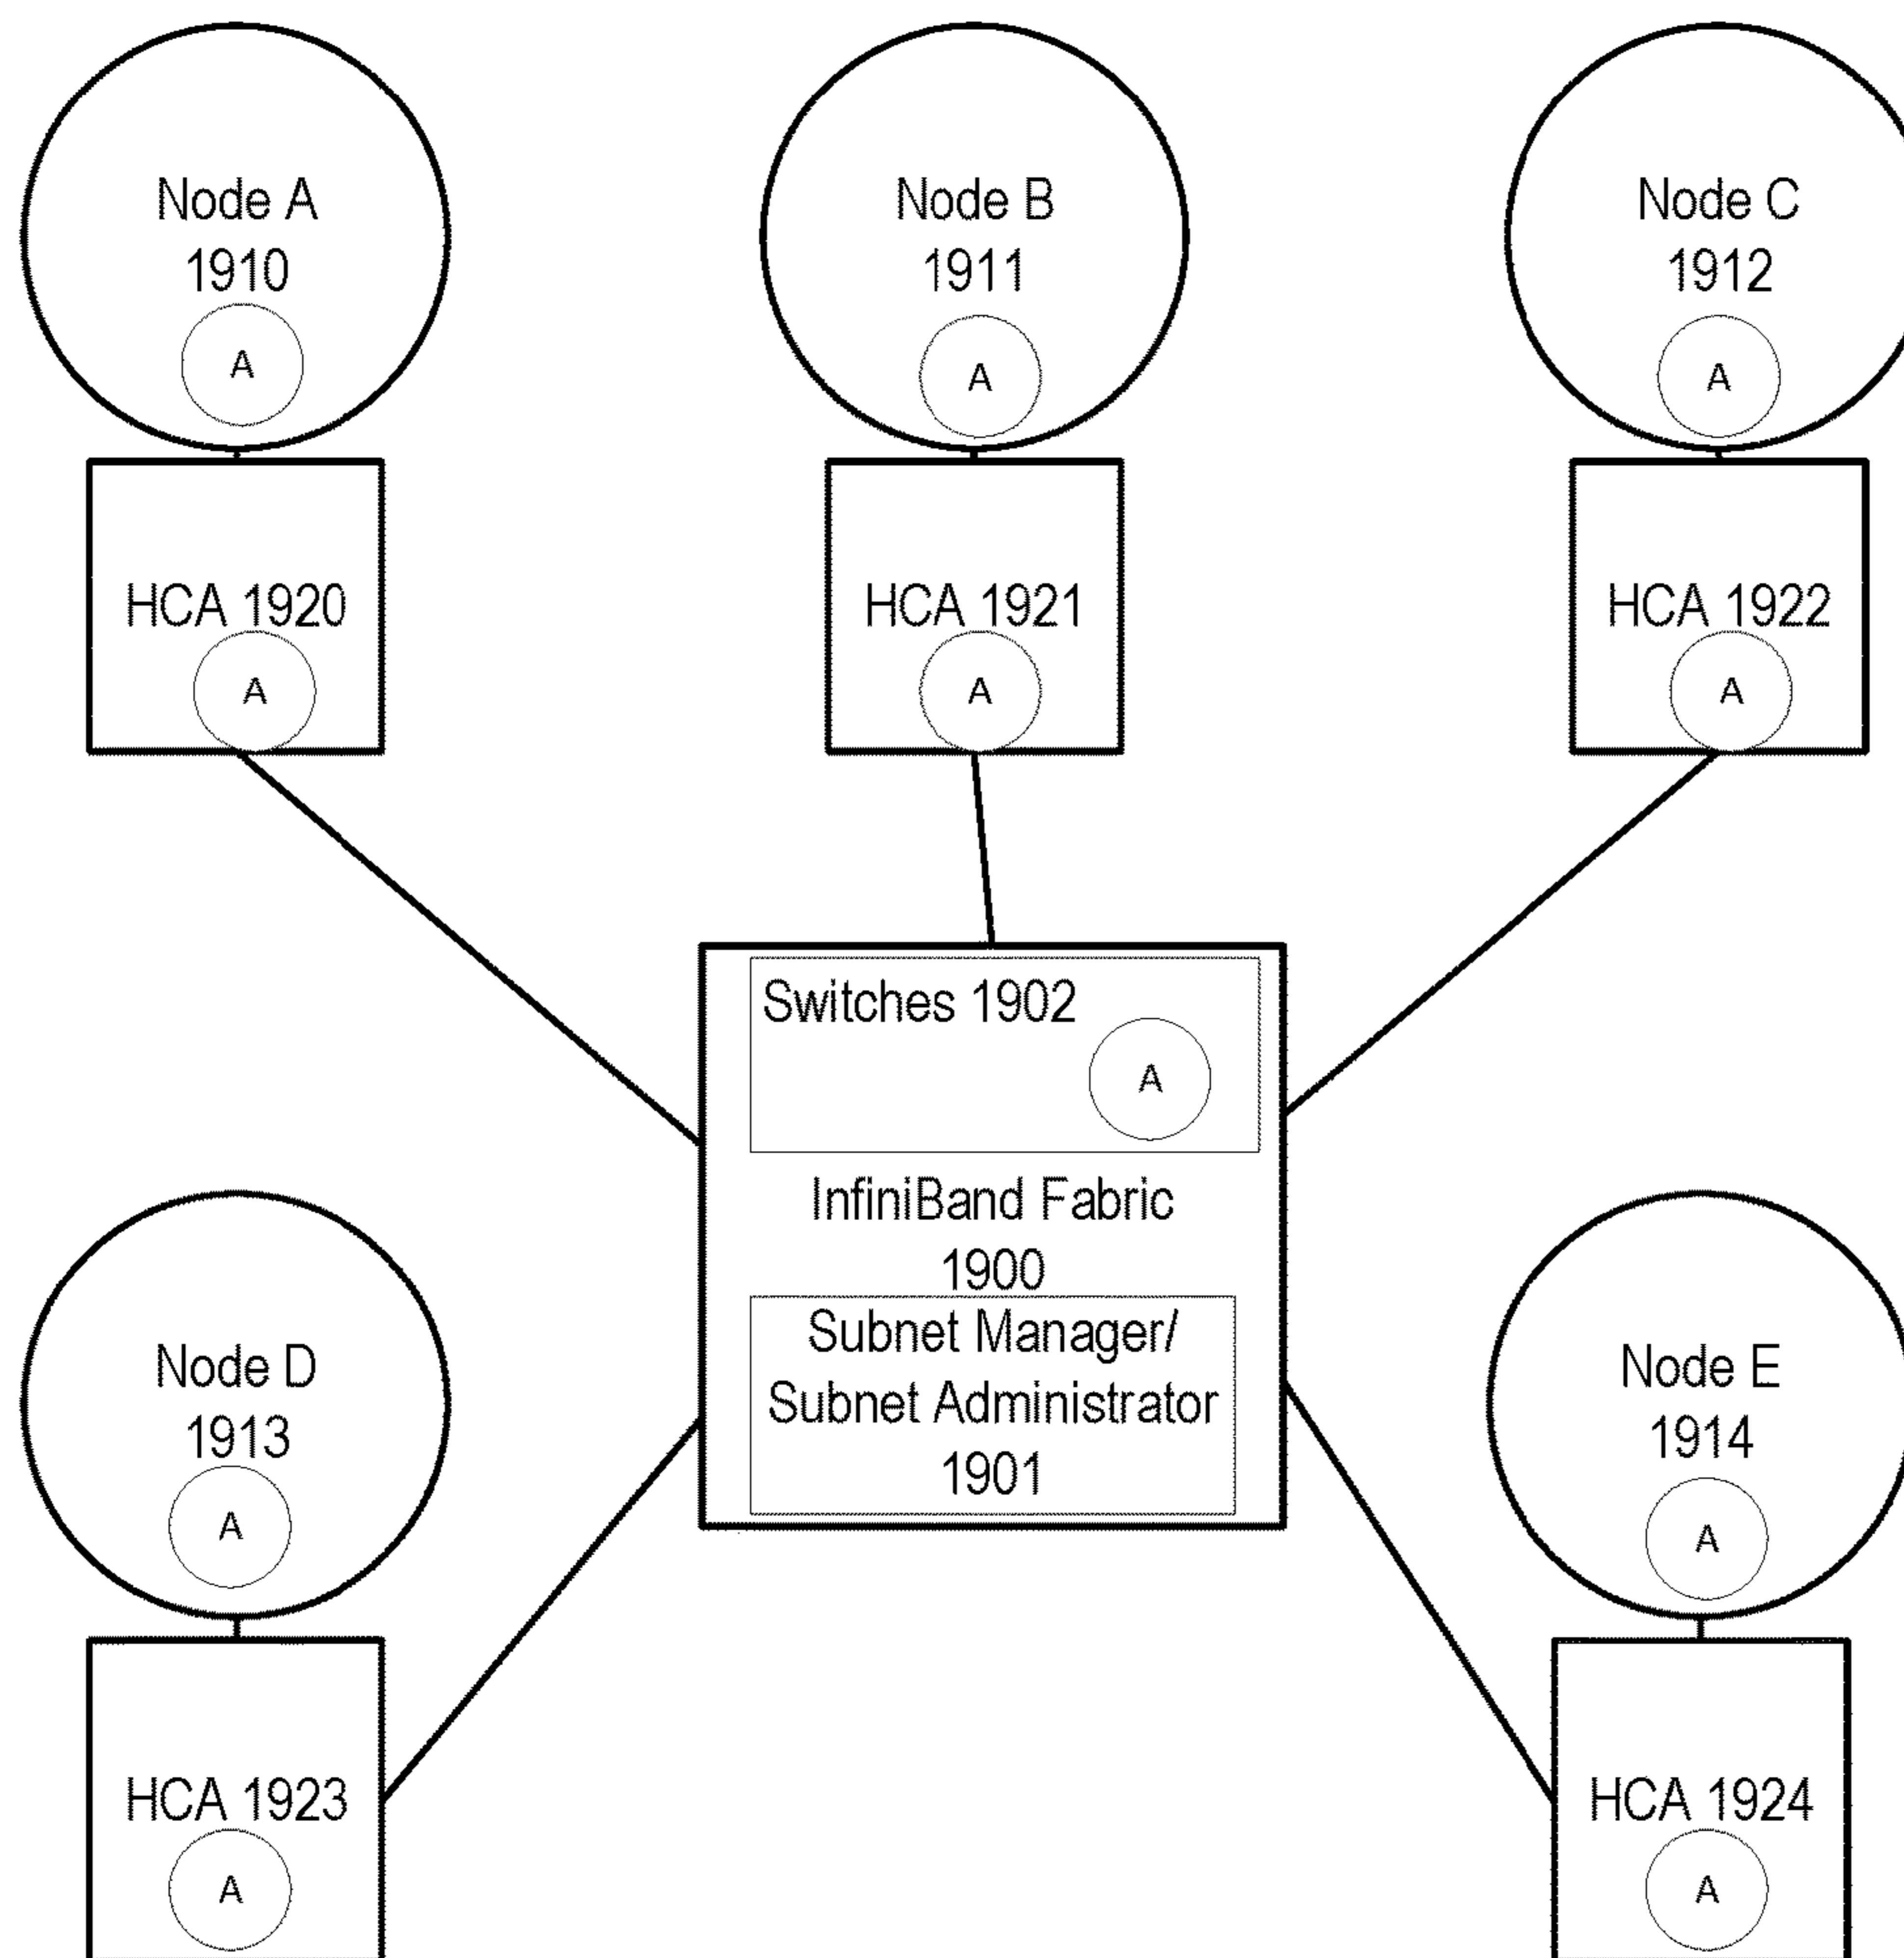 Node A
1910
A
Node B
1911
A
Node C
1912
A
HCA 1920
A
HCA 1921
A
HCA 1922
A
Switches 1902
A
InfiniBand Fabric
1900
Subnet Manager/
Subnet Administrator
1901
Node D
1913
A
Node E
1914
A
HCA 1923
A
HCA 1924
A